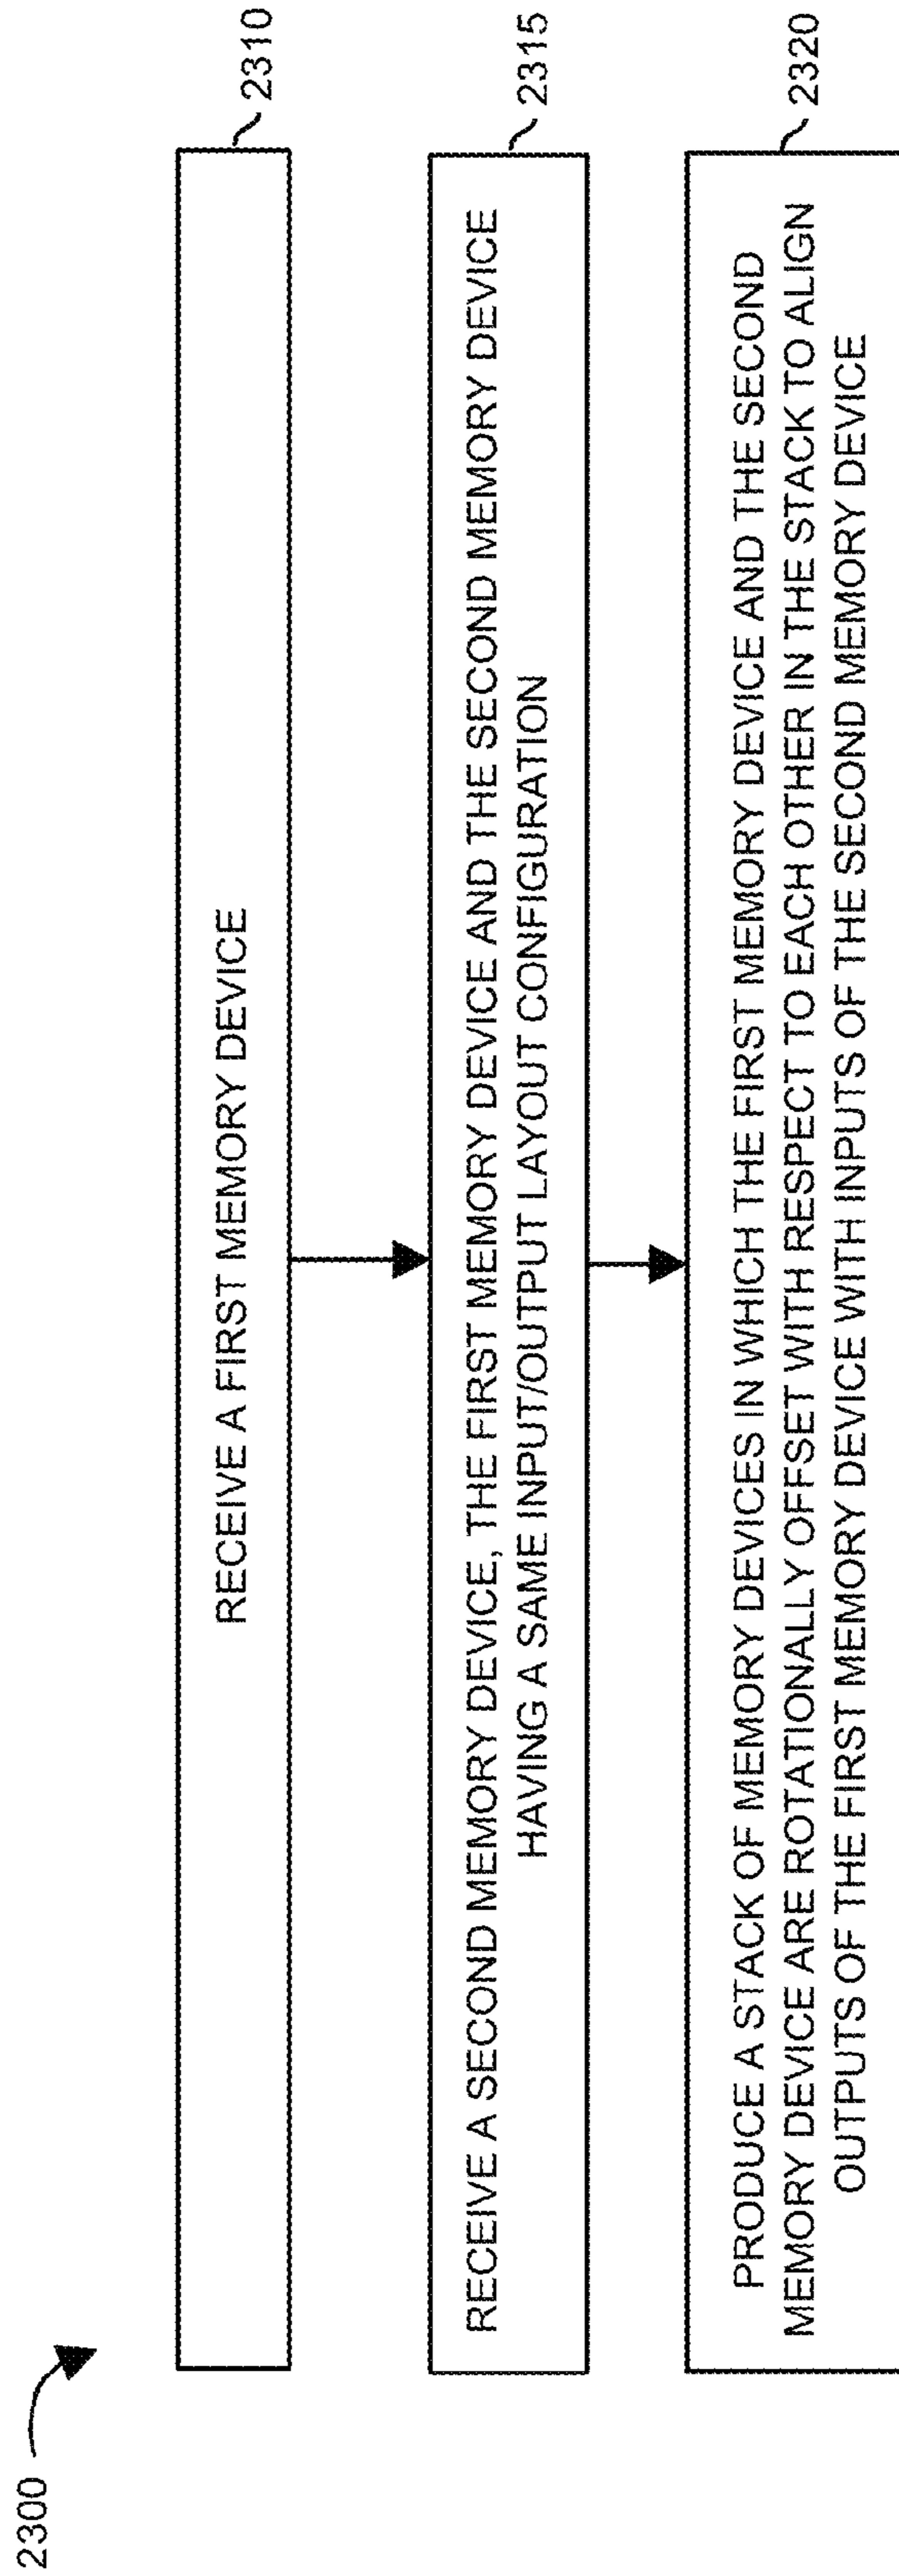 2300
RECEIVE A FIRST MEMORY DEVICE
2310
RECEIVE A SECOND MEMORY DEVICE, THE FIRST MEMORY DEVICE AND THE SECOND MEMORY DEVICE
HAVING A SAME INPUT/OUTPUT LAYOUT CONFIGURATION
2315
PRODUCE A STACK OF MEMORY DEVICES IN WHICH THE FIRST MEMORY DEVICE AND THE SECOND
MEMORY DEVICE ARE ROTATIONALLY OFFSET WITH RESPECT TO EACH OTHER IN THE STACK TO ALIGN
OUTPUTS OF THE FIRST MEMORY DEVICE WITH INPUTS OF THE SECOND MEMORY DEVICE
2320